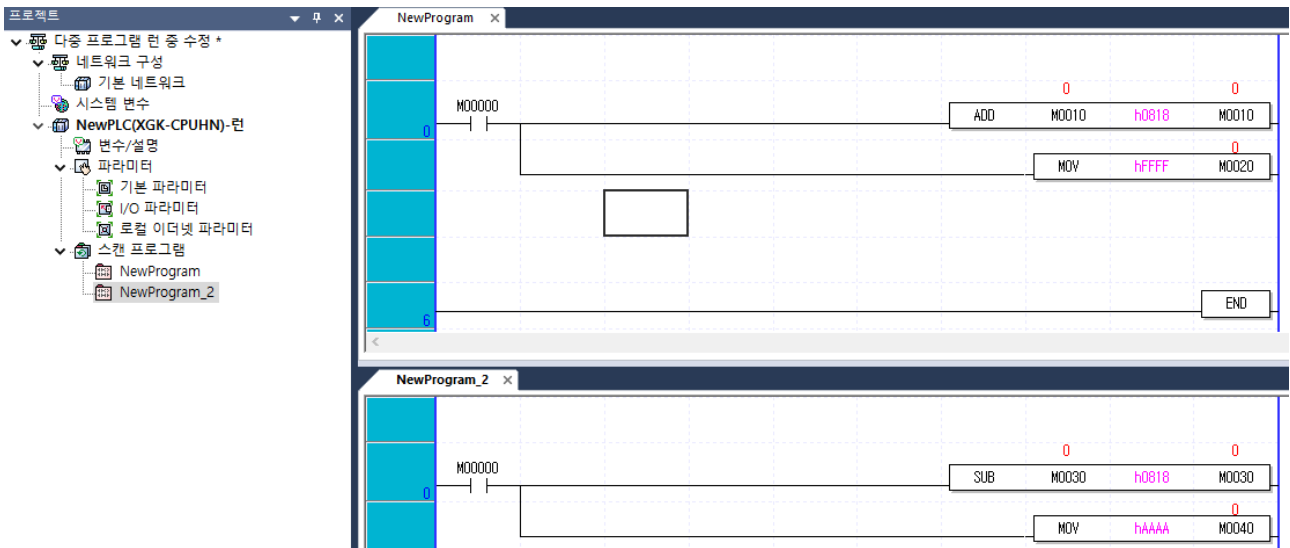 프로젝트
다중 프로그램 런 중 수정 *
네트워크 구성
기본 네트워크
시스템 변수
NewPLC(XGK-CPUHN)-런
변수/설명
파라미터
기본 파라미터
I/O 파라미터
로컬 이더넷 파라미터
스캔 프로그램
NewProgram
NewProgram_2
NewProgram
0 0
M00000
ADD M0010 h0818 M0010
0
0
MOV hFFFF M0020
END
6
NewProgram_2
0 0
M00000
SUB M0030 h0818 M0030
0
0
MOV hAAAA M0040